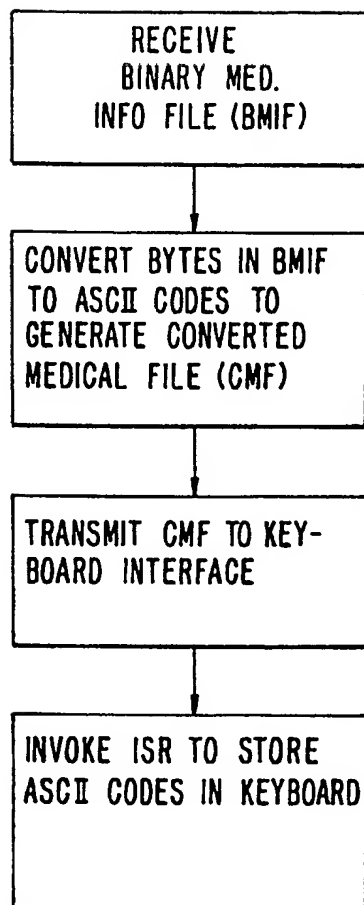 RECEIVE
BINARY MED.
INFO FILE (BMIF)
CONVERT BYTES IN BMIF
TO ASCII CODES TO
GENERATE CONVERTED
MEDICAL FILE (CMF)
TRANSMIT CMF TO KEY-
BOARD INTERFACE
INVOKE ISR TO STORE
ASCII CODES IN KEYBOARD